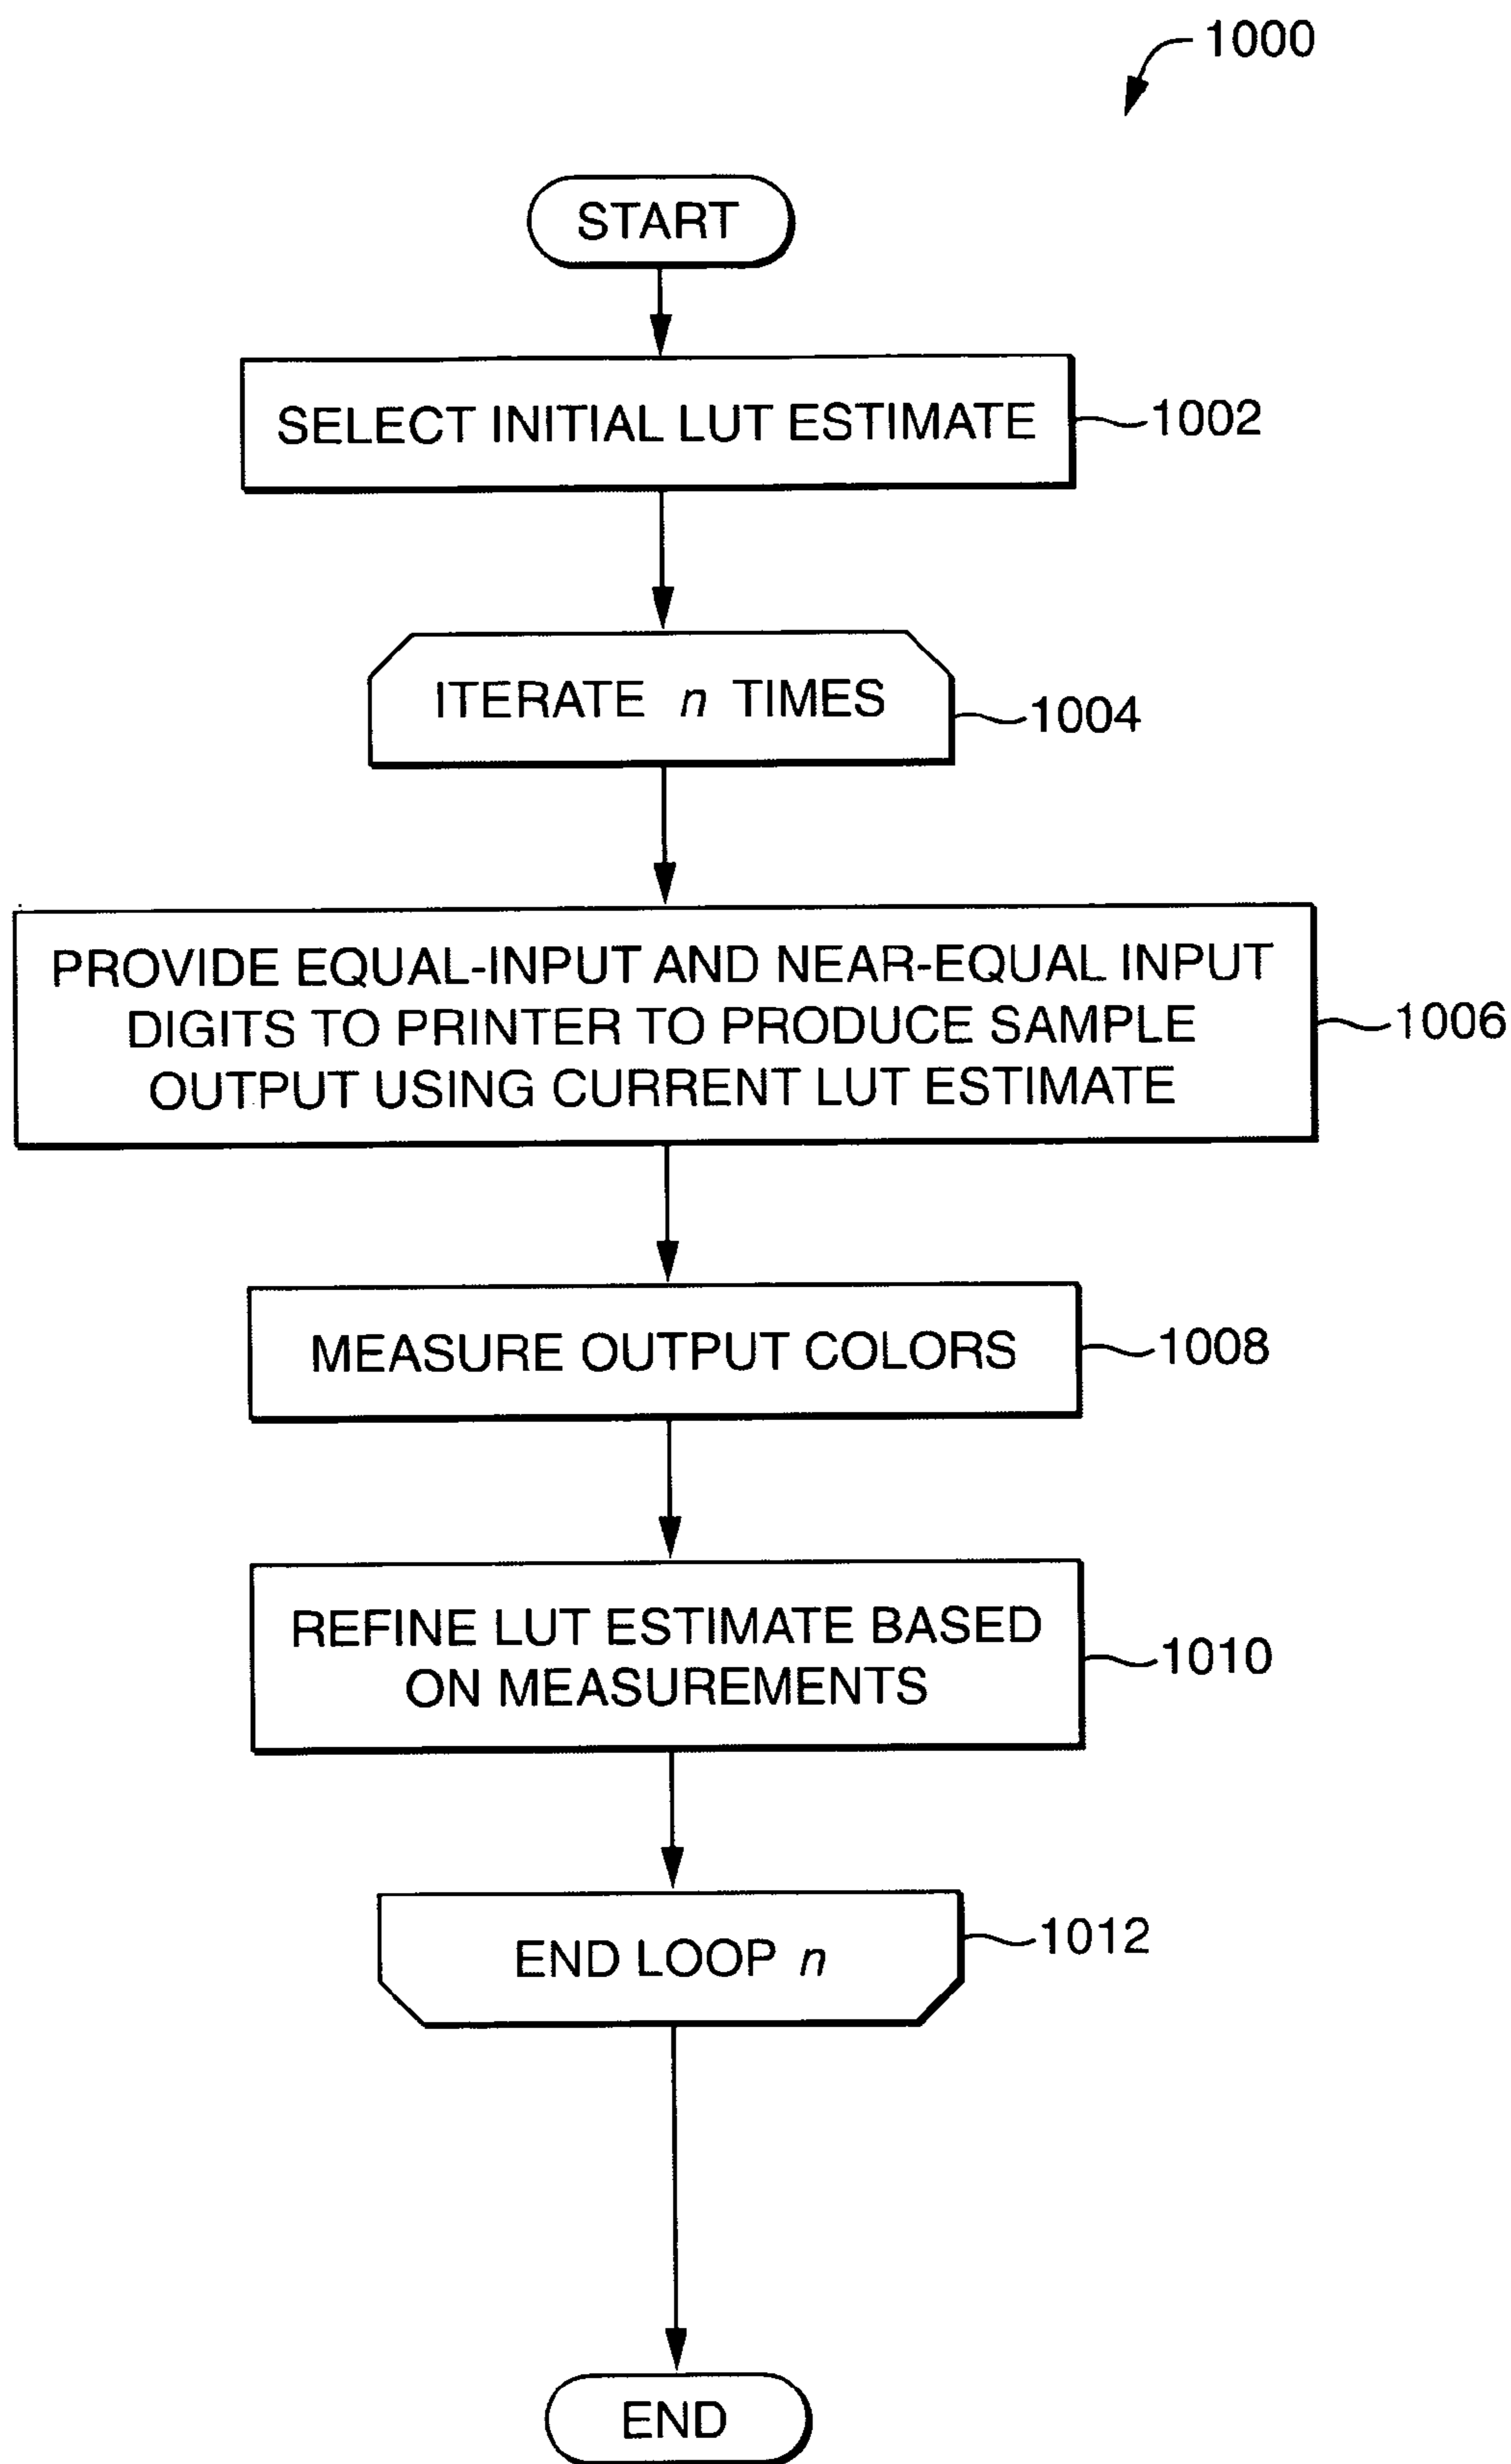 1000
START
SELECT INITIAL LUT ESTIMATE
1002
ITERATE n TIMES
1004
PROVIDE EQUAL-INPUT AND NEAR-EQUAL INPUT
DIGITS TO PRINTER TO PRODUCE SAMPLE
OUTPUT USING CURRENT LUT ESTIMATE
1006
MEASURE OUTPUT COLORS
1008
REFINE LUT ESTIMATE BASED
ON MEASUREMENTS
1010
END LOOP n
1012
END